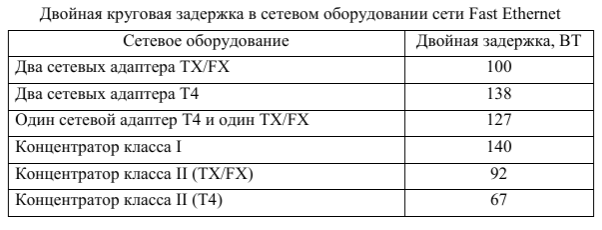 Двойная круговая задержка в сетевом оборудовании сети Fast Ethernet
Сетевое оборудование Двойная задержка, BT
Два сетевых адаптера TX/FX 100
Два сетевых адаптера T4 138
Один сетевой адаптер T4 и один TX/FX 127
Концентратор класса I 140
Концентратор класса II (TX/FX) 92
Концентратор класса II (T4) 67